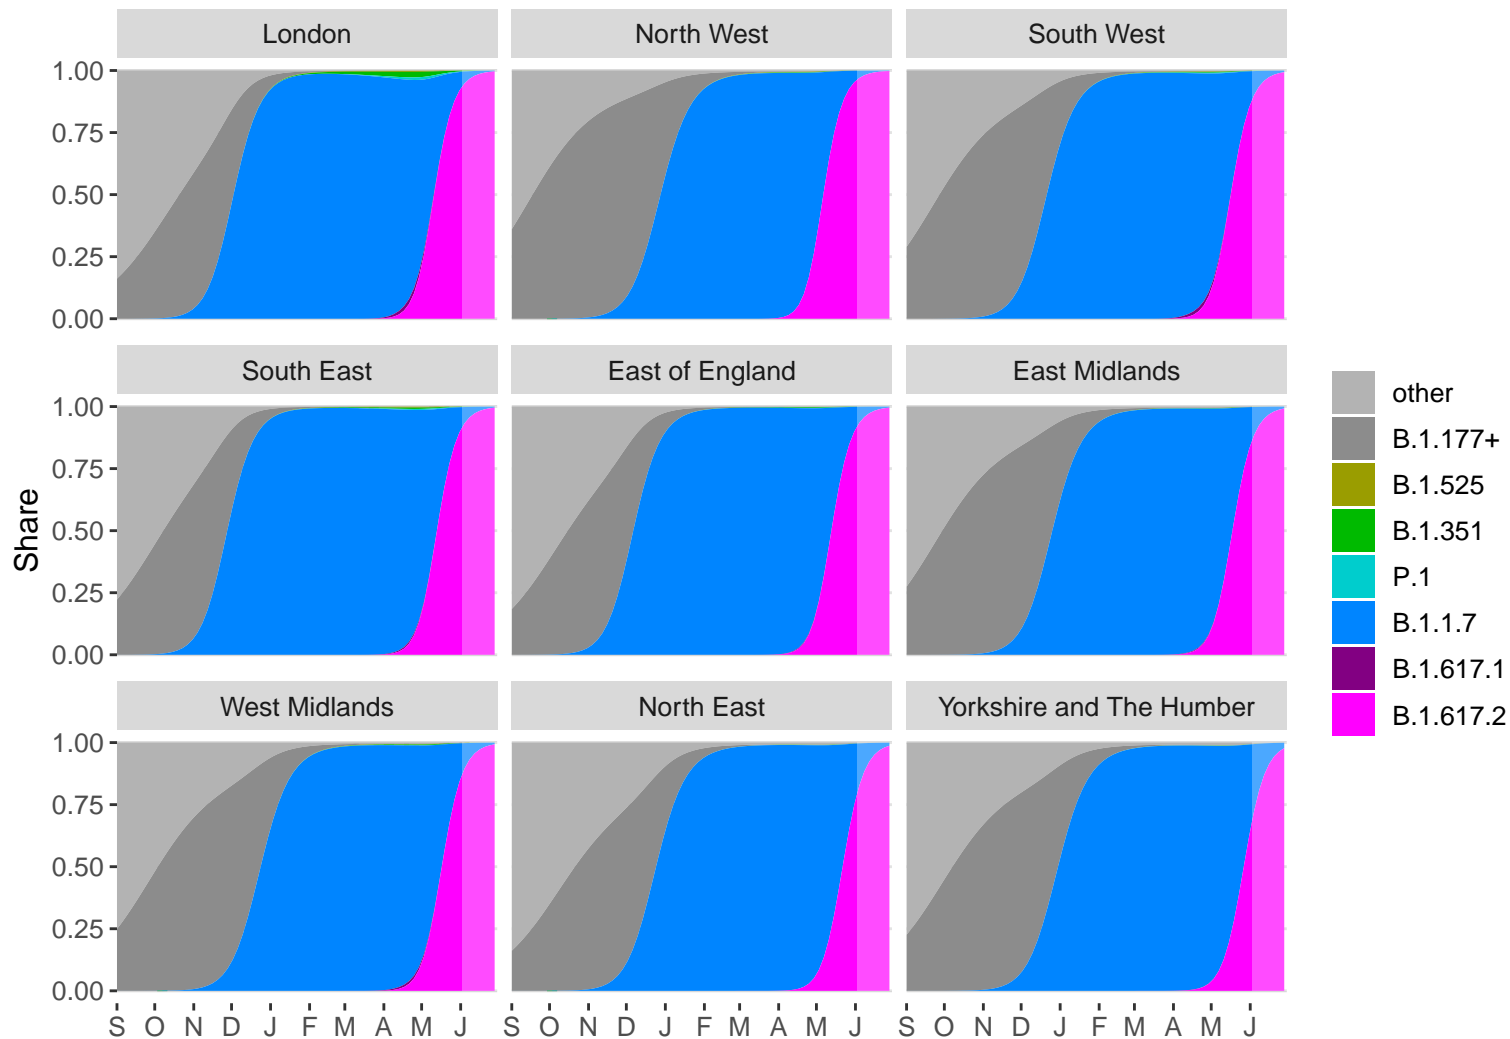 London North West South West
1.00
0.75
0.50
0.25
0.00
South East East of England East Midlands
1.00
0.75
0.50
0.25
0.00
West Midlands North East Yorkshire and The Humber
1.00
0.75
0.50
0.25
0.00
S O N D J F M A M J S O N D J F M A M J S O N D J F M A M J
Share
other
B.1.177+
B.1.525
B.1.351
P.1
B.1.1.7
B.1.617.1
B.1.617.2